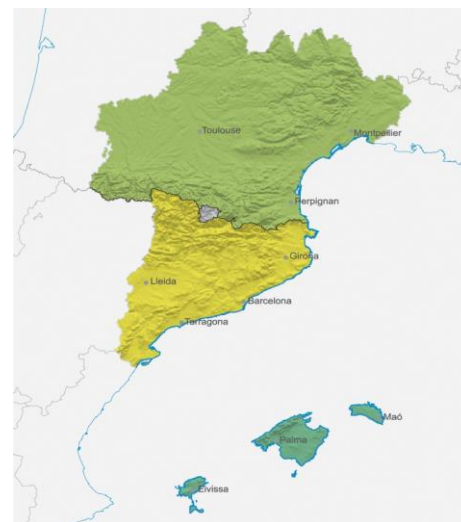 Toulouse
Montpellier
Perpignan
Girona
Lleida
Barcelona
Tarragona
Maó
Palma
Eivissa